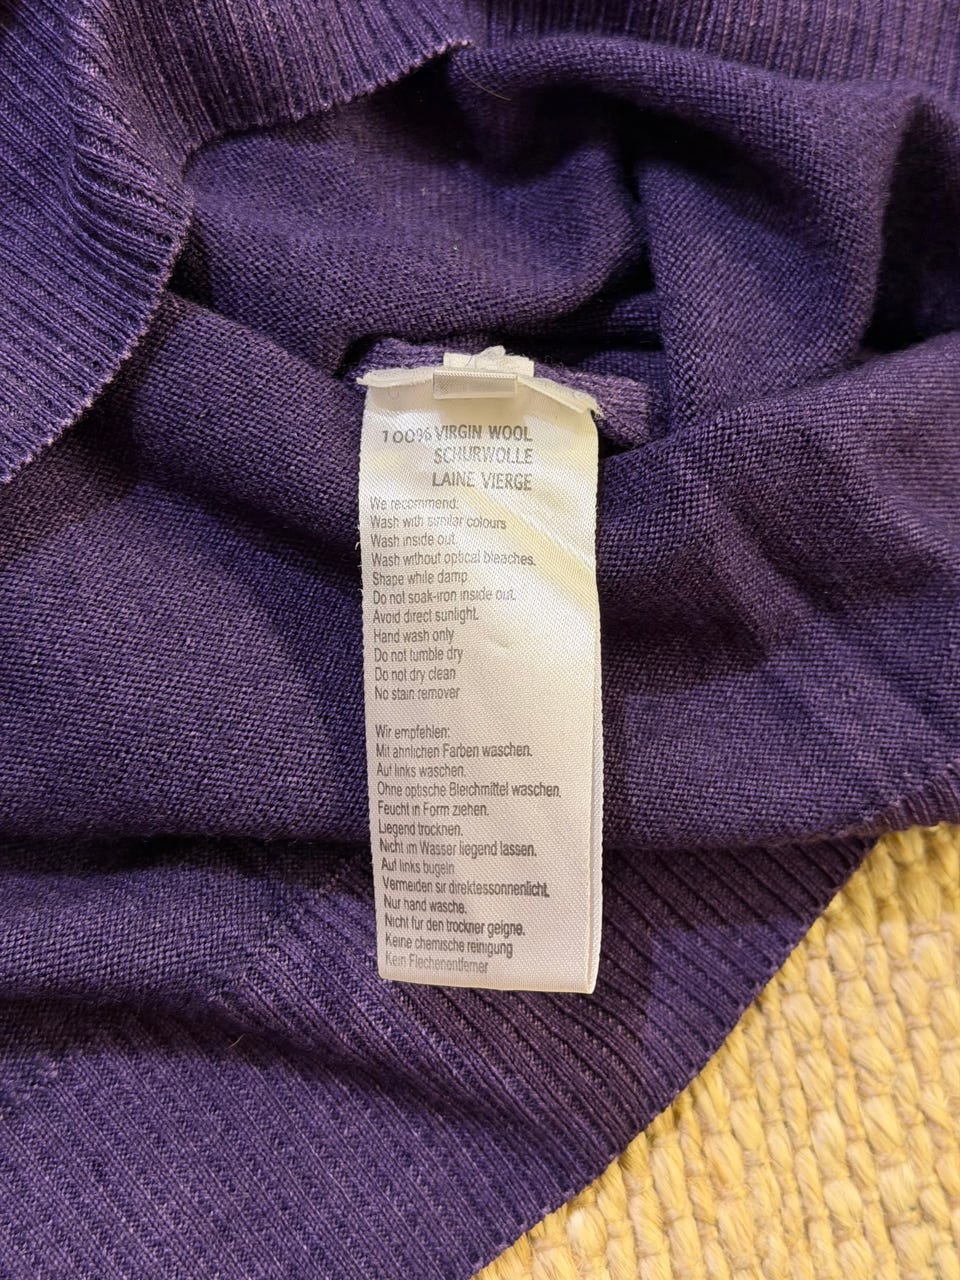 100% VIRGIN WOOL
SCHURWOLLE
LAINE VIERGE
We recommend:
Wash with similar colours
Wash inside out.
Wash without optical bleaches.
Shape while damp
Do not soak-iron inside out.
Avoid direct sunlight.
Hand wash only
Do not tumble dry
Do not dry clean
No stain remover
Wir empfehlen:
Mit ahnlichen Farben waschen.
Auf links waschen.
Ohne optische Bleichmittel waschen.
Feucht in Form ziehen.
Liegend trocknen.
Nicht im Wasser liegend lassen.
Auf links bugeln
Vermeiden sir direktessonnenlicht.
Nur hand wasche.
Nicht für den trockner geigne.
Keine chemische reinigung
Kein Flechenentferner